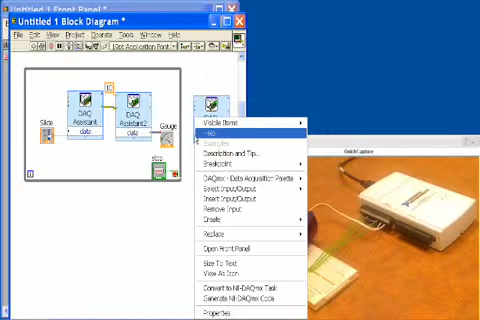 Untitled 1 Front Panel *
Untitled 1 Block Diagram *
File Edit View Project Operate Tools Window Help
13pt Application Font
10
Slide
DAQ
Assistant
data
DAQ
Assistant2
data
Gauge
stop
i
DAQ
Visible Items
Help
Examples
Description and Tip...
Breakpoint
DAQmx - Data Acquisition Palette
Select Input/Output
Insert Input/Output
Remove Input
Create
Replace
Open Front Panel
Size To Text
View As Icon
Convert to NI-DAQmx Task
Generate NI-DAQmx Code
Properties
QuickCapture